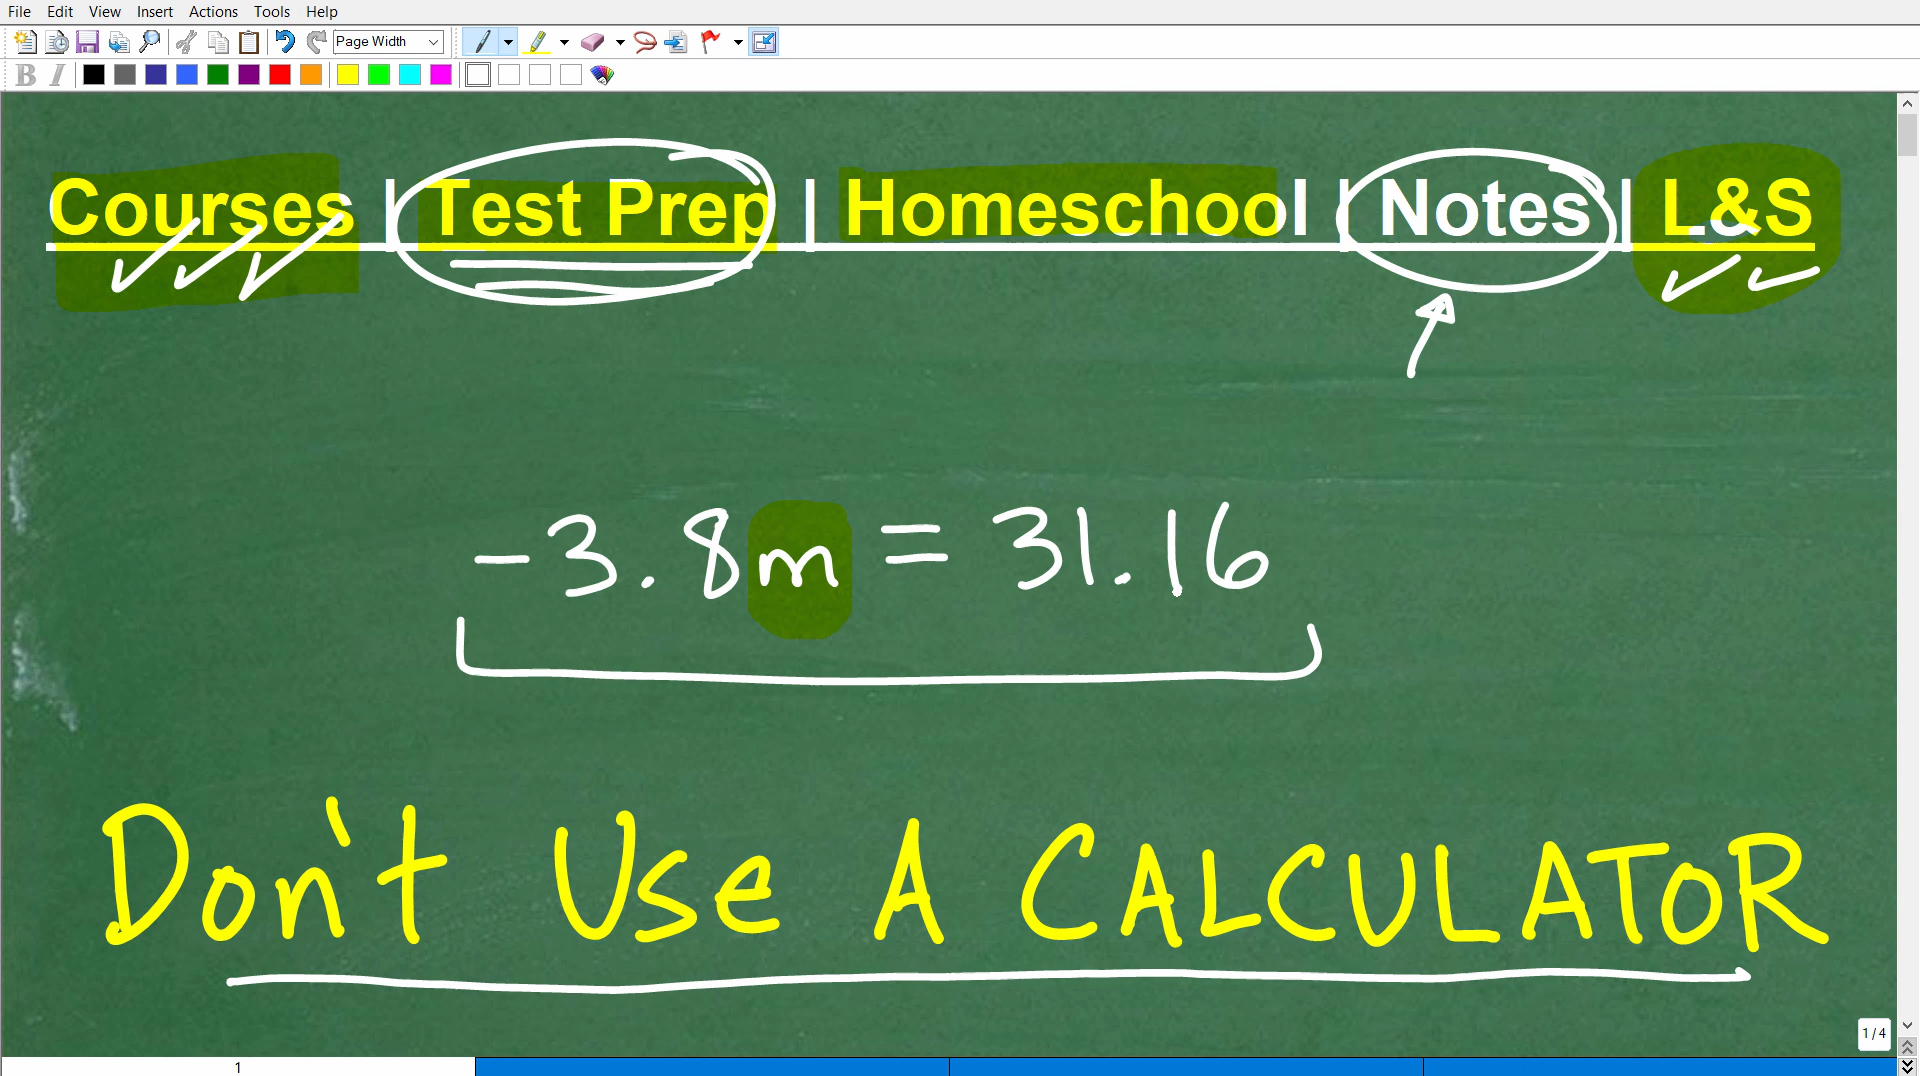 File Edit View Insert Actions Tools Help
Page Width
B I
Courses | Test Prep | Homeschool | Notes | L&S
-3.8m = 31.16
Don't Use A CALCULATOR
1 / 4
1